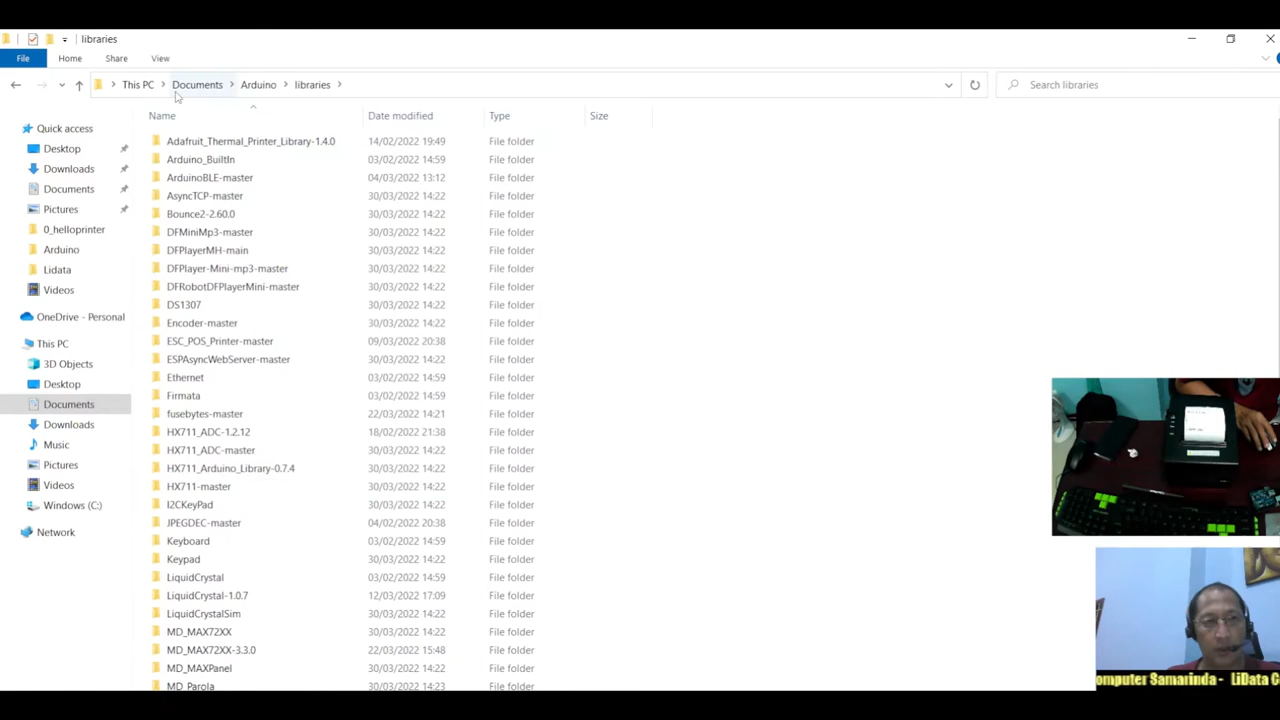 libraries
File Home Share View
This PC Documents Arduino libraries Search libraries
Name Date modified Type Size
Quick access
Desktop
Downloads
Documents
Pictures
0_helloprinter
Arduino
Lidata
Videos
OneDrive - Personal
This PC
3D Objects
Desktop
Documents
Downloads
Music
Pictures
Videos
Windows (C:)
Network
Adafruit_Thermal_Printer_Library-1.4.0 14/02/2022 19:49 File folder
Arduino_BuiltIn 03/02/2022 14:59 File folder
ArduinoBLE-master 04/03/2022 13:12 File folder
AsyncTCP-master 30/03/2022 14:22 File folder
Bounce2-2.60.0 30/03/2022 14:22 File folder
DFMiniMp3-master 30/03/2022 14:22 File folder
DFPlayerMH-main 30/03/2022 14:22 File folder
DFPlayer-Mini-mp3-master 30/03/2022 14:22 File folder
DFRobotDFPlayerMini-master 30/03/2022 14:22 File folder
DS1307 30/03/2022 14:22 File folder
Encoder-master 30/03/2022 14:22 File folder
ESC_POS_Printer-master 09/03/2022 20:38 File folder
ESPAsyncWebServer-master 30/03/2022 14:22 File folder
Ethernet 03/02/2022 14:59 File folder
Firmata 03/02/2022 14:59 File folder
fusebytes-master 22/03/2022 14:21 File folder
HX711_ADC-1.2.12 18/02/2022 21:38 File folder
HX711_ADC-master 30/03/2022 14:22 File folder
HX711_Arduino_Library-0.7.4 30/03/2022 14:22 File folder
HX711-master 30/03/2022 14:22 File folder
I2CKeyPad 30/03/2022 14:22 File folder
JPEGDEC-master 04/02/2022 20:38 File folder
Keyboard 03/02/2022 14:59 File folder
Keypad 30/03/2022 14:22 File folder
LiquidCrystal 03/02/2022 14:59 File folder
LiquidCrystal-1.0.7 12/03/2022 17:09 File folder
LiquidCrystalSim 30/03/2022 14:22 File folder
MD_MAX72XX 30/03/2022 14:22 File folder
MD_MAX72XX-3.3.0 22/03/2022 15:48 File folder
MD_MAXPanel 30/03/2022 14:22 File folder
MD_Parola 30/03/2022 14:23 File folder
omputer Samarinda - LiData C